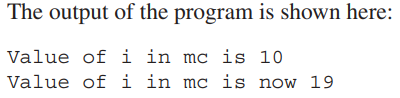 The output of the program is shown here:
Value of i in mc is 10
Value of i in mc is now 19